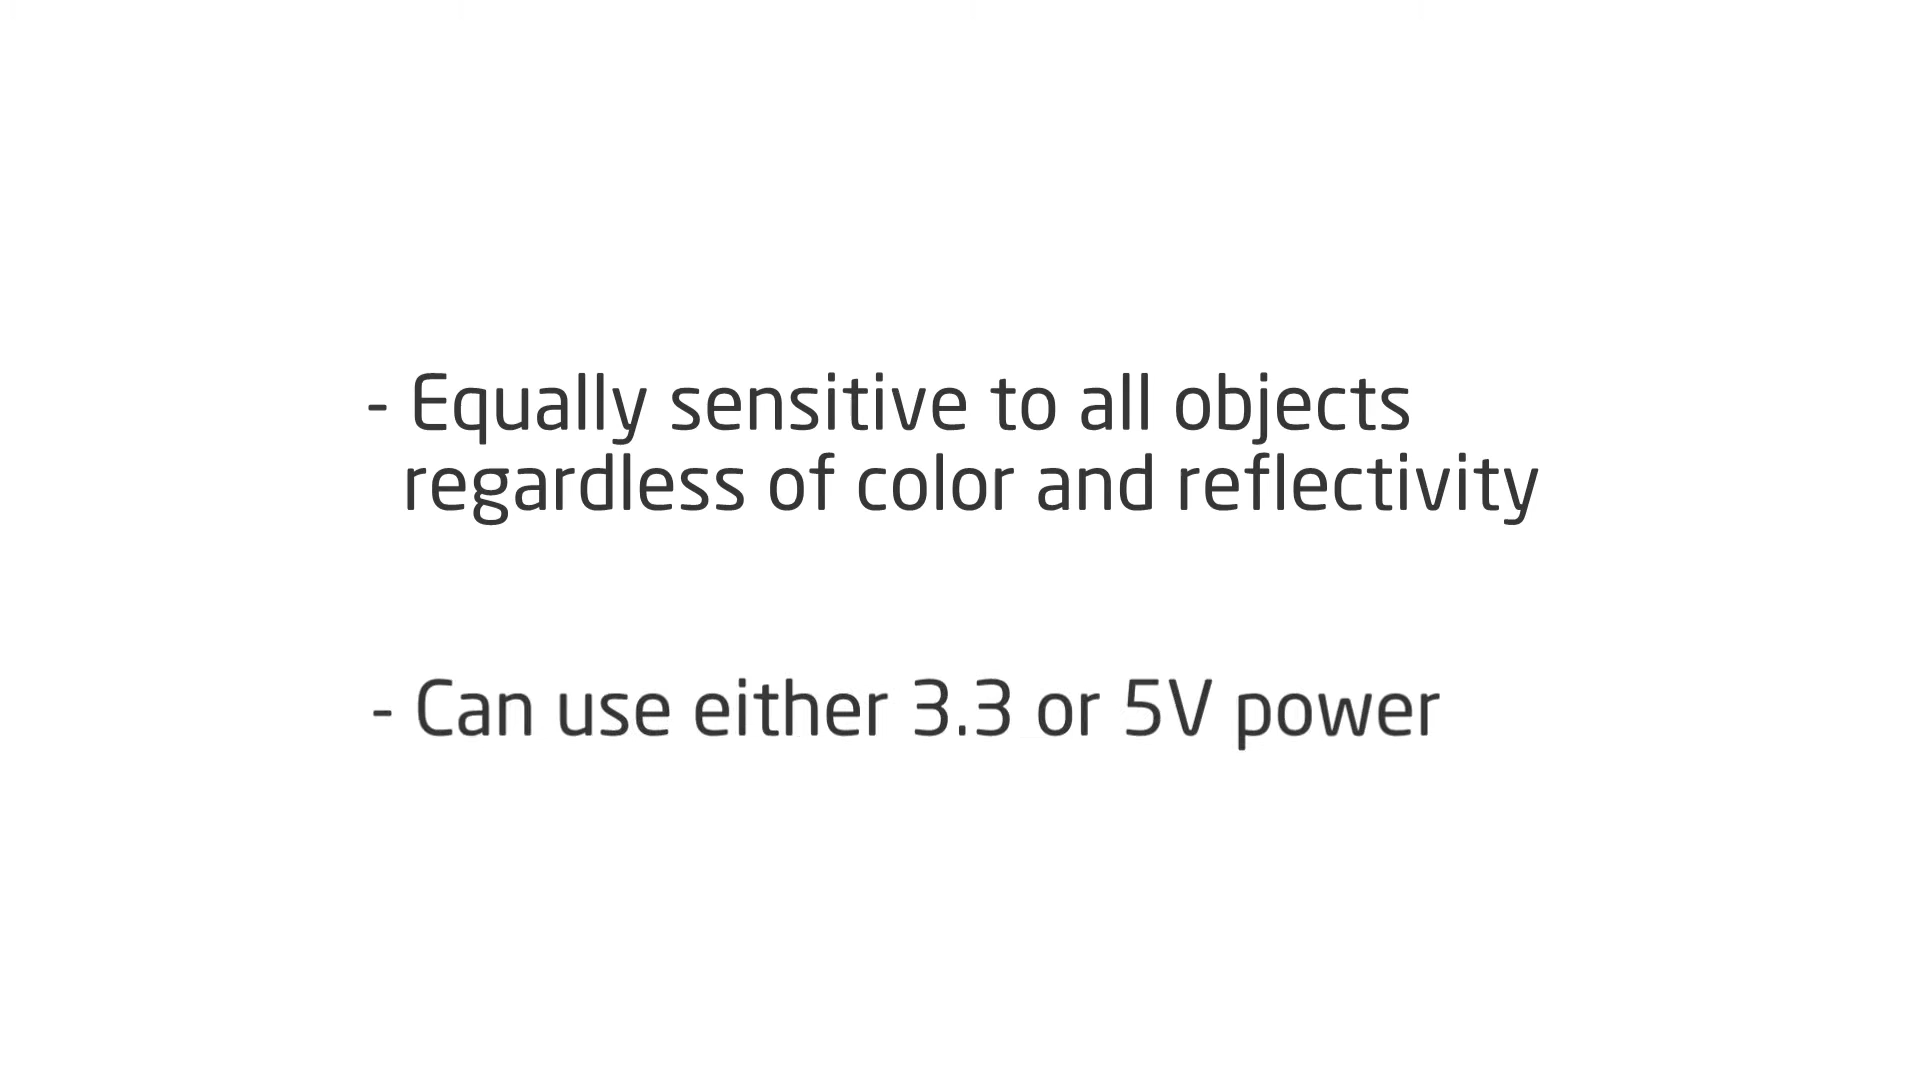 - Equally sensitive to all objects
regardless of color and reflectivity
- Can use either 3.3 or 5V power